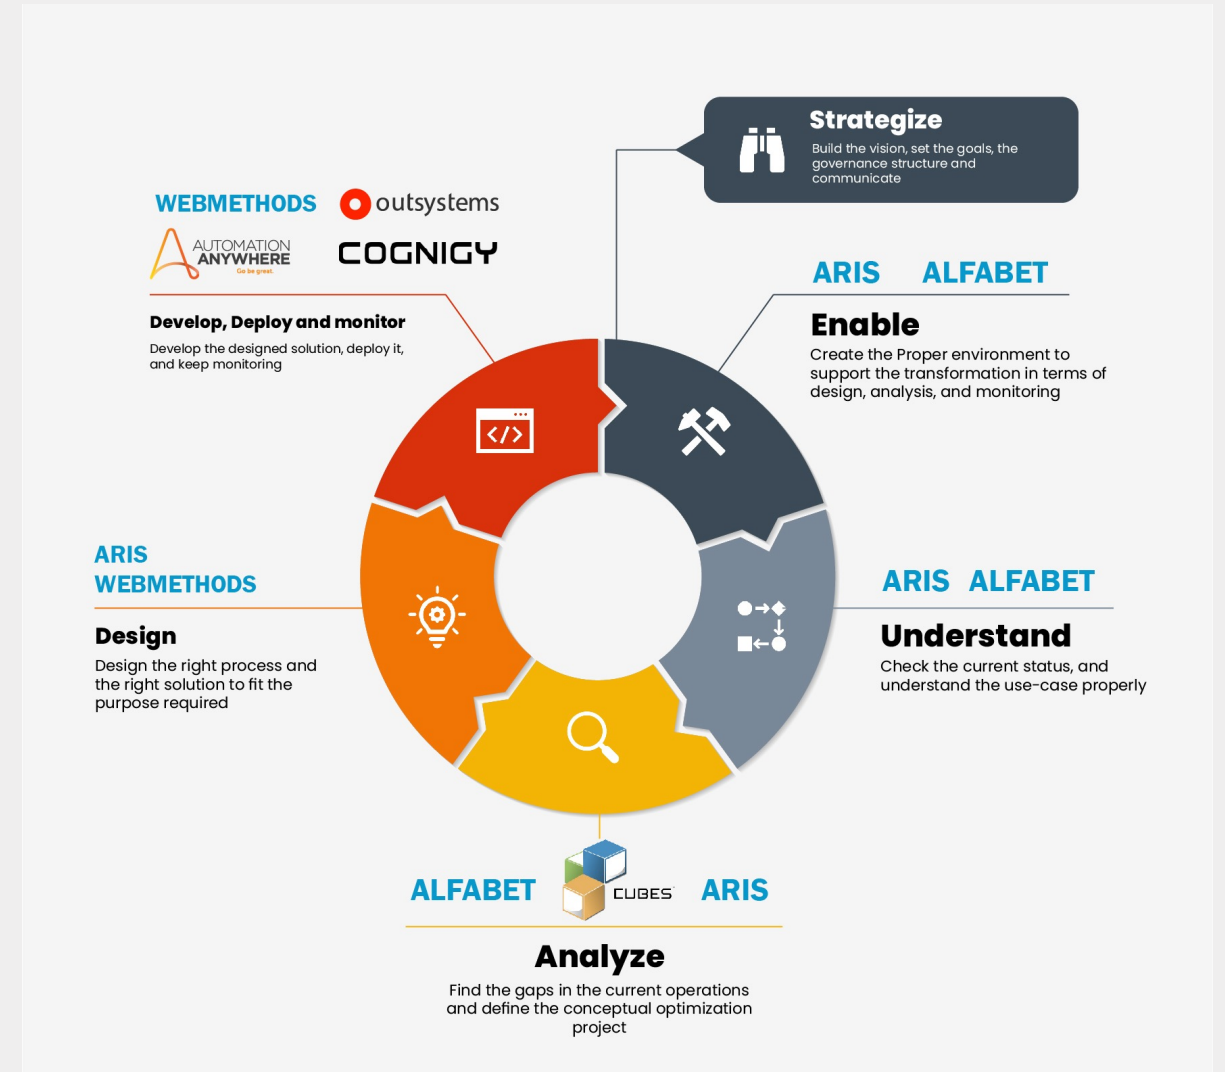 Strategize
Build the vision, set the goals, the
governance structure and
communicate
WEBMETHODS
outsystems
AUTOMATION
ANYWHERE
Go be great.
COGNIGY
Develop, Deploy and monitor
Develop the designed solution, deploy it,
and keep monitoring
ARIS ALFABET
Enable
Create the Proper environment to
support the transformation in terms of
design, analysis, and monitoring
</>
ARIS
WEBMETHODS
Design
Design the right process and
the right solution to fit the
purpose required
ARIS ALFABET
Understand
Check the current status, and
understand the use-case properly
ALFABET
CUBES
ARIS
Analyze
Find the gaps in the current operations
and define the conceptual optimization
project